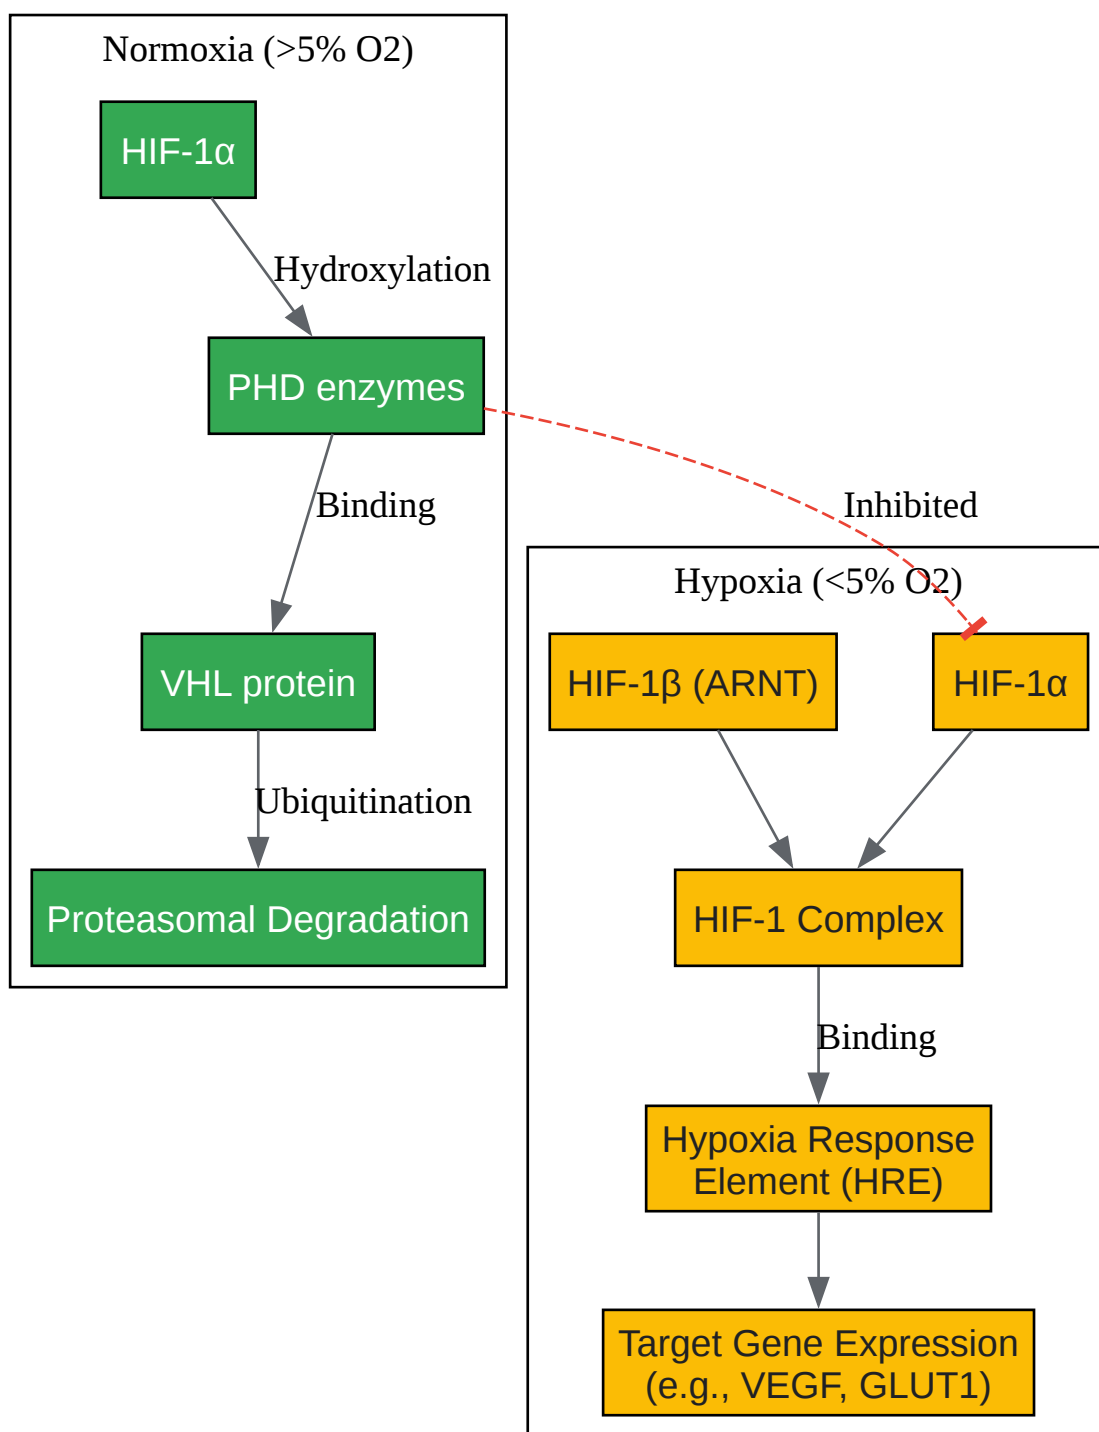 Normoxia (>5% O2)
HIF-1α
Hydroxylation
PHD enzymes
Binding
VHL protein
Ubiquitination
Proteasomal Degradation
Inhibited
Hypoxia (<5% O2)
HIF-1β (ARNT)
HIF-1α
HIF-1 Complex
Binding
Hypoxia Response
Element (HRE)
Target Gene Expression
(e.g., VEGF, GLUT1)